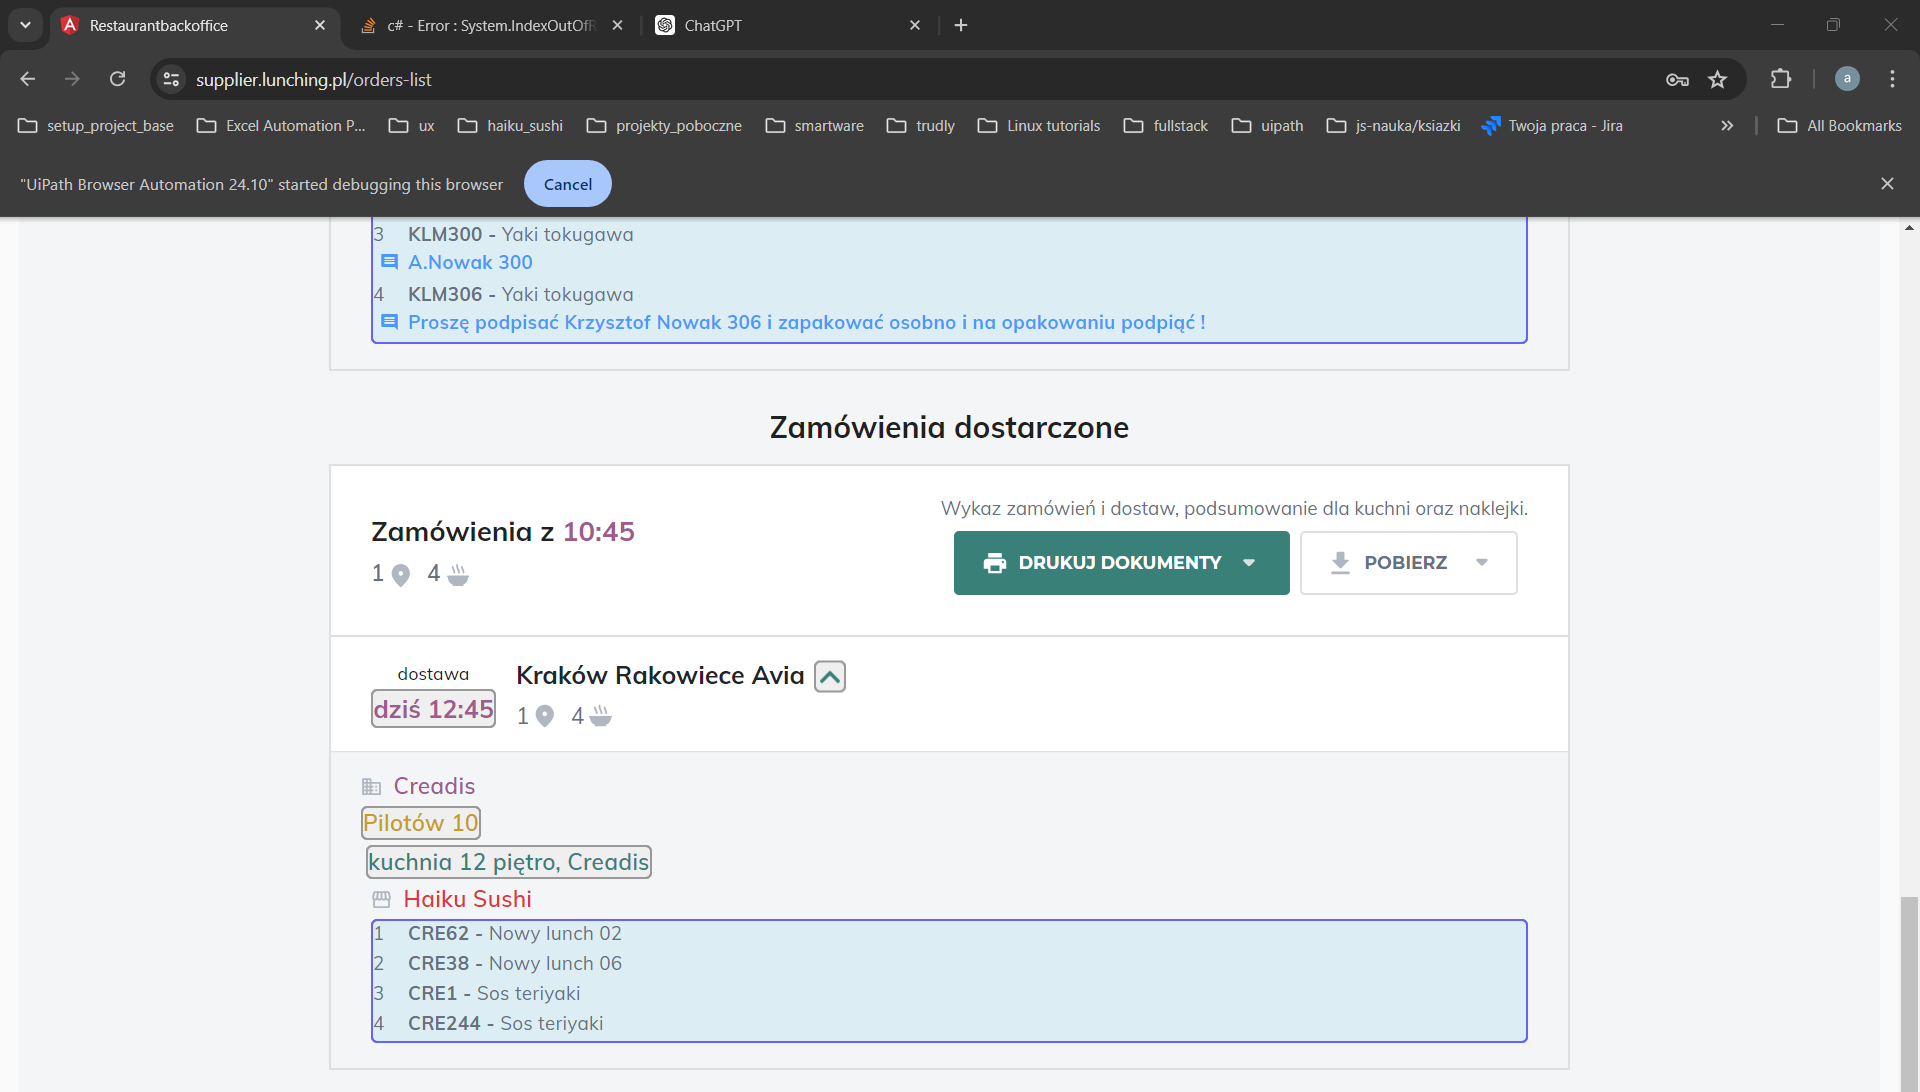 Restaurantbackoffice
c# - Error : System.IndexOutOfR
ChatGPT
supplier.lunching.pl/orders-list
a
setup_project_base
Excel Automation P...
ux
haiku_sushi
projekty_poboczne
smartware
trudly
Linux tutorials
fullstack
uipath
js-nauka/ksiazki
Twoja praca - Jira
All Bookmarks
"UiPath Browser Automation 24.10" started debugging this browser
Cancel
3 KLM300 - Yaki tokugawa
A.Nowak 300
4 KLM306 - Yaki tokugawa
Proszę podpisać Krzysztof Nowak 306 i zapakować osobno i na opakowaniu podpiąć !
Zamówienia dostarczone
Zamówienia z 10:45
1 4
Wykaz zamówień i dostaw, podsumowanie dla kuchni oraz naklejki.
DRUKUJ DOKUMENTY
POBIERZ
dostawa
dziś 12:45
Kraków Rakowiece Avia
1 4
Creadis
Pilotów 10
kuchnia 12 piętro, Creadis
Haiku Sushi
1 CRE62 - Nowy lunch 02
2 CRE38 - Nowy lunch 06
3 CRE1 - Sos teriyaki
4 CRE244 - Sos teriyaki